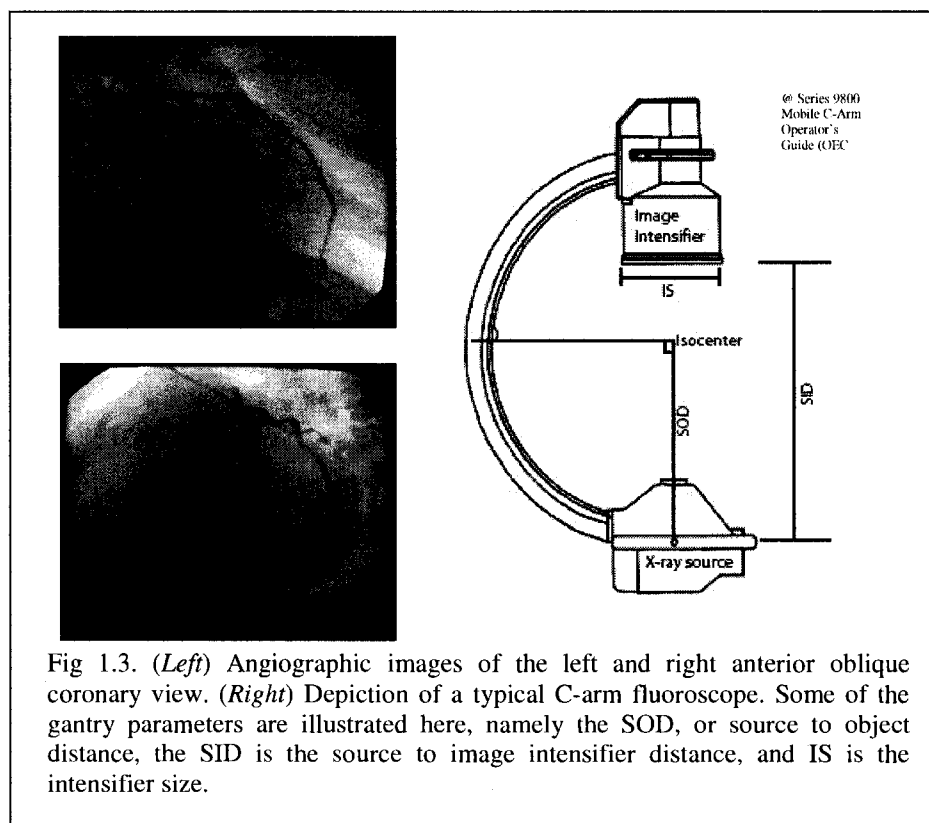 @ Series 9800
Mobile C-Arm
Operator's
Guide (OEC
Image
Intensifier
IS
Isocenter
SOD
SID
X-ray source
Fig 1.3. (Left) Angiographic images of the left and right anterior oblique
coronary view. (Right) Depiction of a typical C-arm fluoroscope. Some of the
gantry parameters are illustrated here, namely the SOD, or source to object
distance, the SID is the source to image intensifier distance, and IS is the
intensifier size.